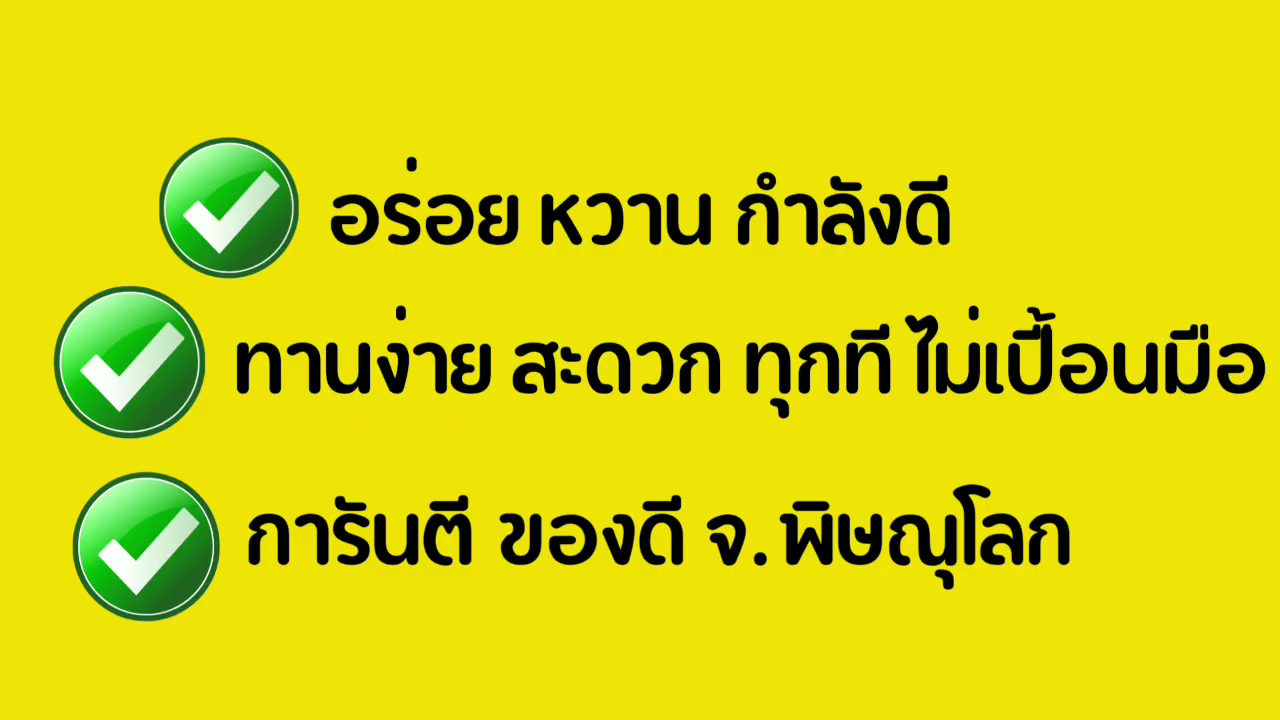 อร่อย หวาน กำลังดี
ทานง่าย สะดวก ทุกที ไม่เปื้อนมือ
การันตี ของดี จ.พิษณุโลก